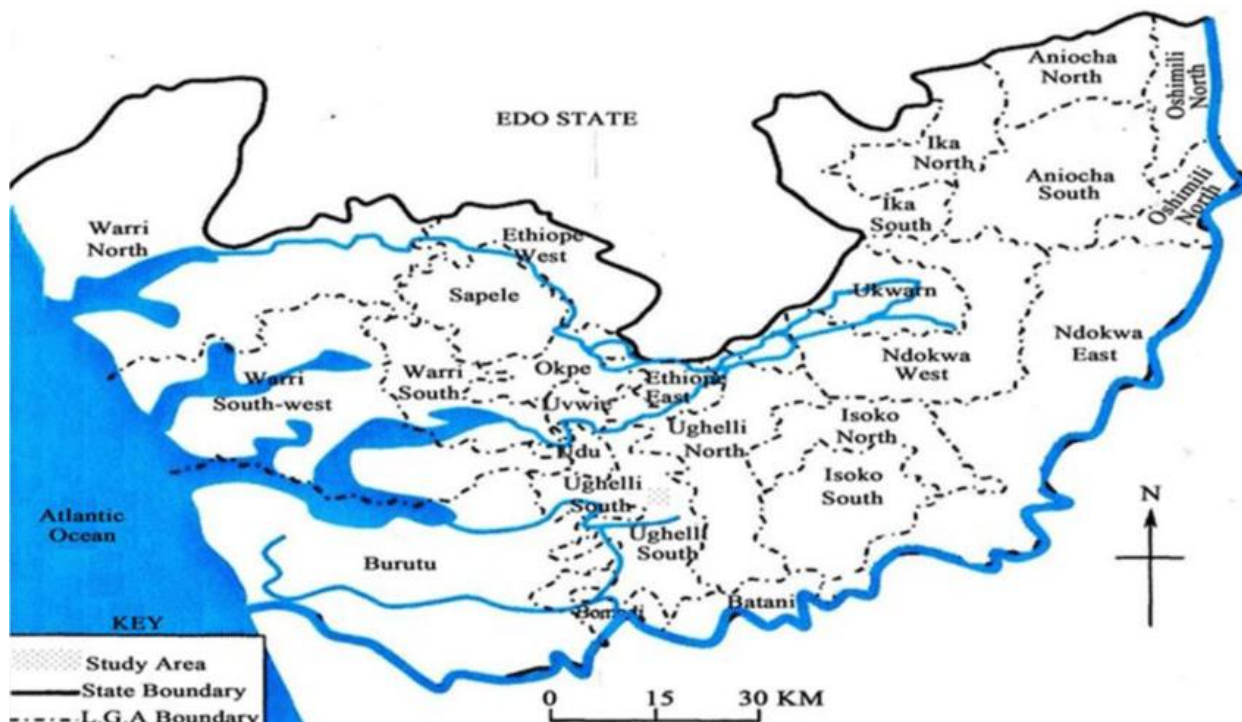 EDO STATE
Aniocha
North
Oshimili
North
Ika
North
Aniocha
South
Oshimili
North
Ika
South
Warri
North
Ethiope
West
Sapele
Ukwarn
Ndokwa
East
Ndokwa
West
Warri
South-west
Warri
South
Okpe
Ethiope
East
Uvwie
Udu
Ughelli
North
Isoko
North
Isoko
South
Ughelli
South
Ughelli
South
Atlantic
Ocean
Burutu
Batani
N
KEY
Study Area
State Boundary
L.G.A Boundary
0 15 30 KM